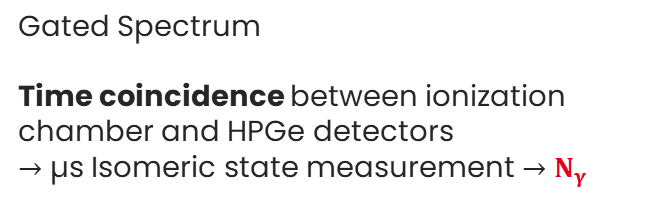 Gated Spectrum
Time coincidence between ionization
chamber and HPGe detectors
→ µs Isomeric state measurement → Nγ